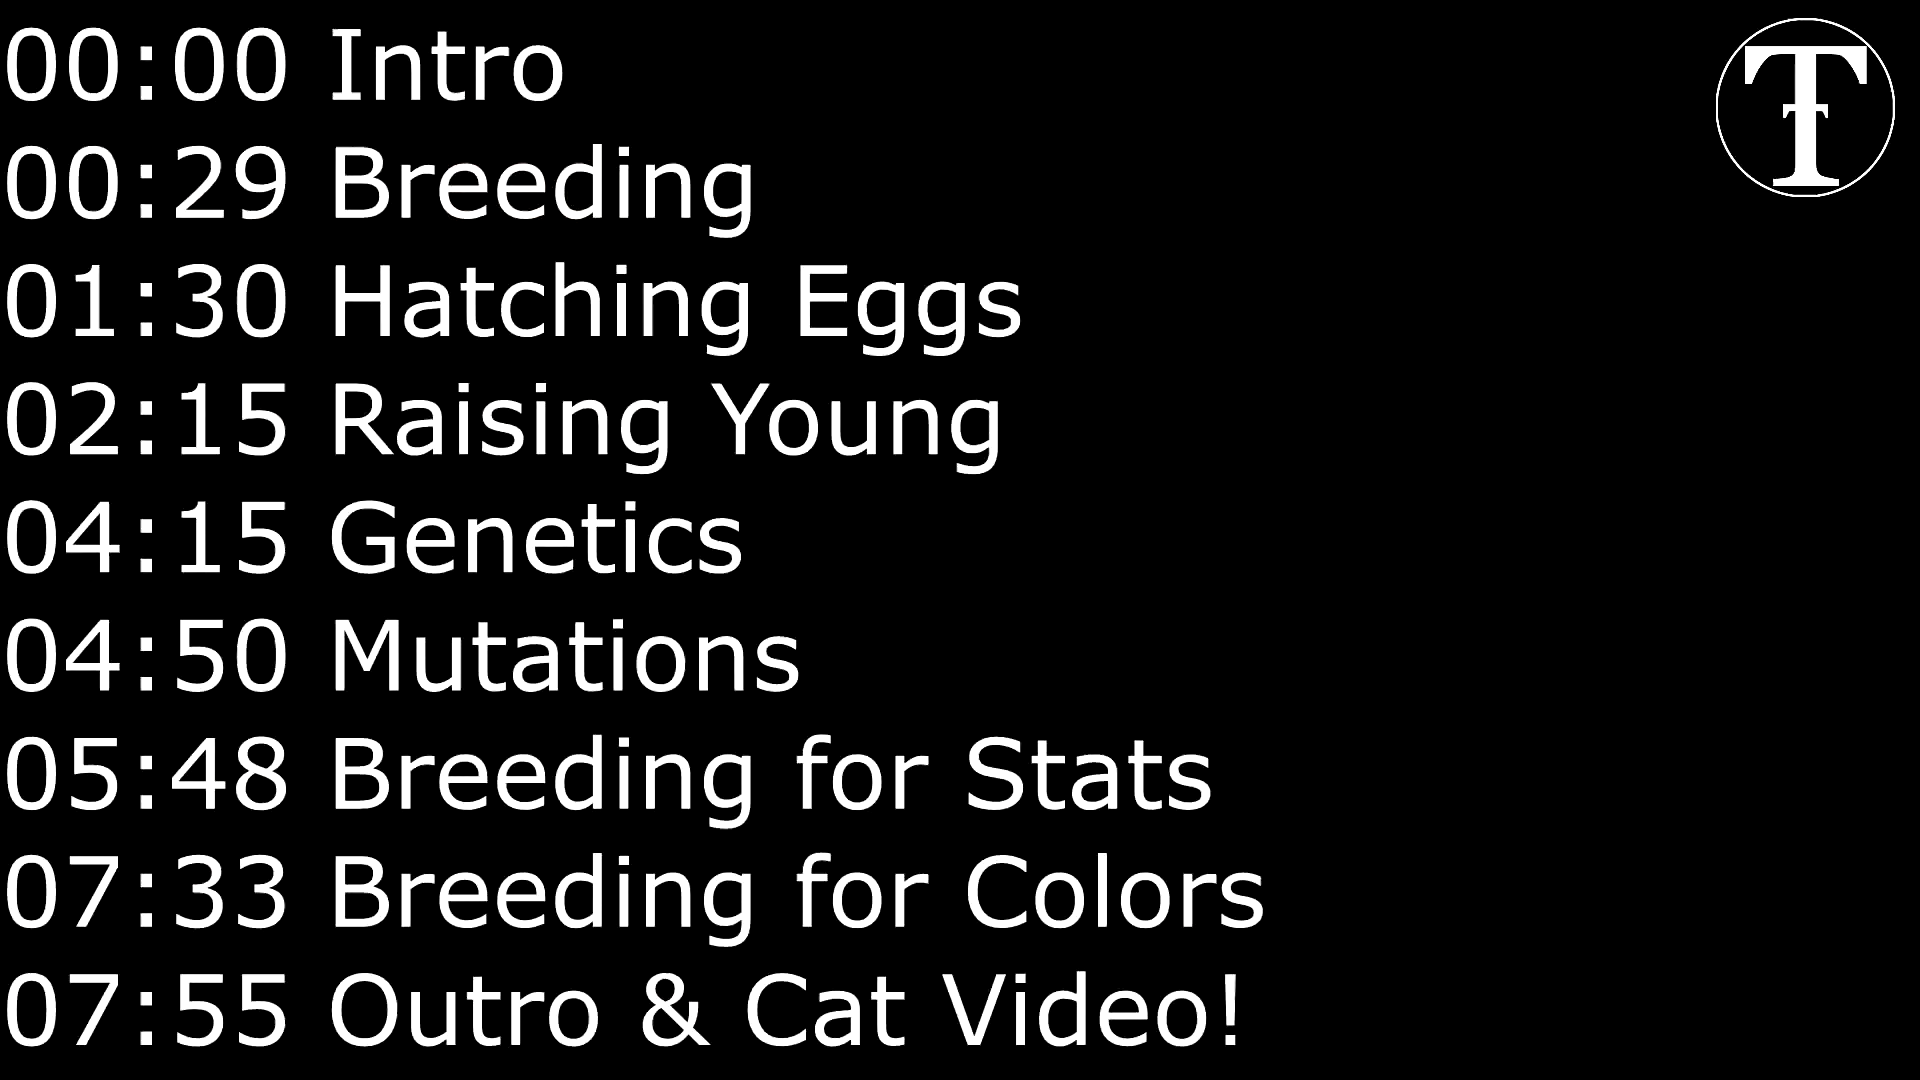 00:00 Intro
00:29 Breeding
01:30 Hatching Eggs
02:15 Raising Young
04:15 Genetics
04:50 Mutations
05:48 Breeding for Stats
07:33 Breeding for Colors
07:55 Outro & Cat Video!
T
T